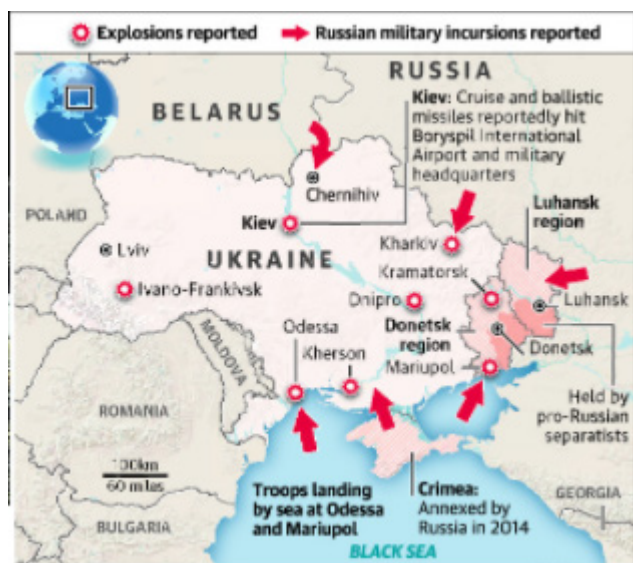 Explosions reported
Russian military incursions reported
RUSSIA
BELARUS
Kiev: Cruise and ballistic
missiles reportedly hit
Boryspil International
Airport and military
headquarters
Chernihiv
Luhansk
region
POLAND
Kiev
Kharkiv
Lviv
UKRAINE
Kramatorsk
Ivano-Frankivsk
Dnipro
Luhansk
Odessa
Donetsk
region
MOLDOVA
Kherson
Donetsk
Mariupol
Held by
pro-Russian
separatists
ROMANIA
100km
60 miles
Troops landing
by sea at Odessa
and Mariupol
Crimea:
Annexed by
Russia in 2014
GEORGIA
BULGARIA
BLACK SEA